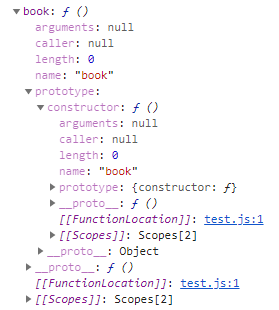 ▼ book: ƒ ()
arguments: null
caller: null
length: 0
name: "book"
▼ prototype:
▼ constructor: ƒ ()
arguments: null
caller: null
length: 0
name: "book"
▶ prototype: {constructor: ƒ}
▶ __proto__: ƒ ()
[[FunctionLocation]]: test.js:1
▶ [[Scopes]]: Scopes[2]
▶ __proto__: Object
▶ __proto__: ƒ ()
[[FunctionLocation]]: test.js:1
▶ [[Scopes]]: Scopes[2]